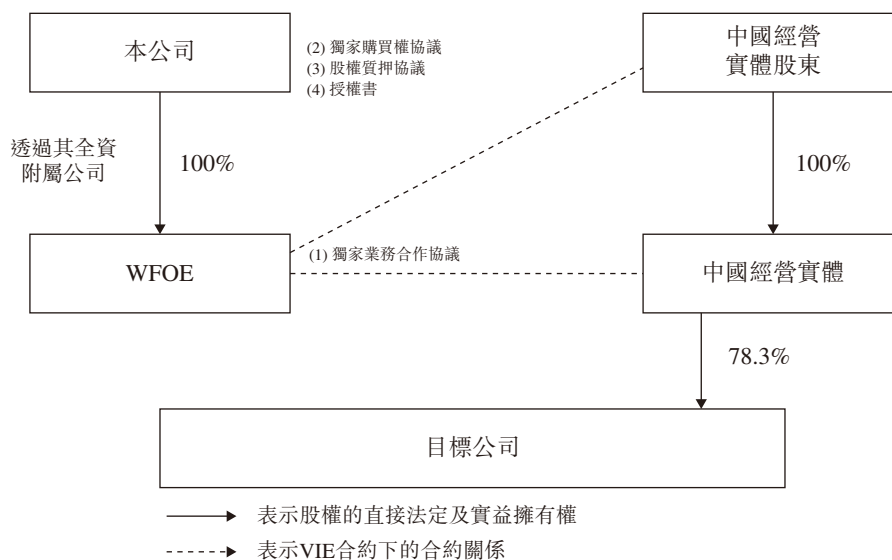 本公司
(2) 獨家購買權協議
(3) 股權質押協議
(4) 授權書
中國經營
實體股東
透過其全資
附屬公司
100%
100%
WFOE
(1) 獨家業務合作協議
中國經營實體
78.3%
目標公司
表示股權的直接法定及實益擁有權
表示VIE合約下的合約關係